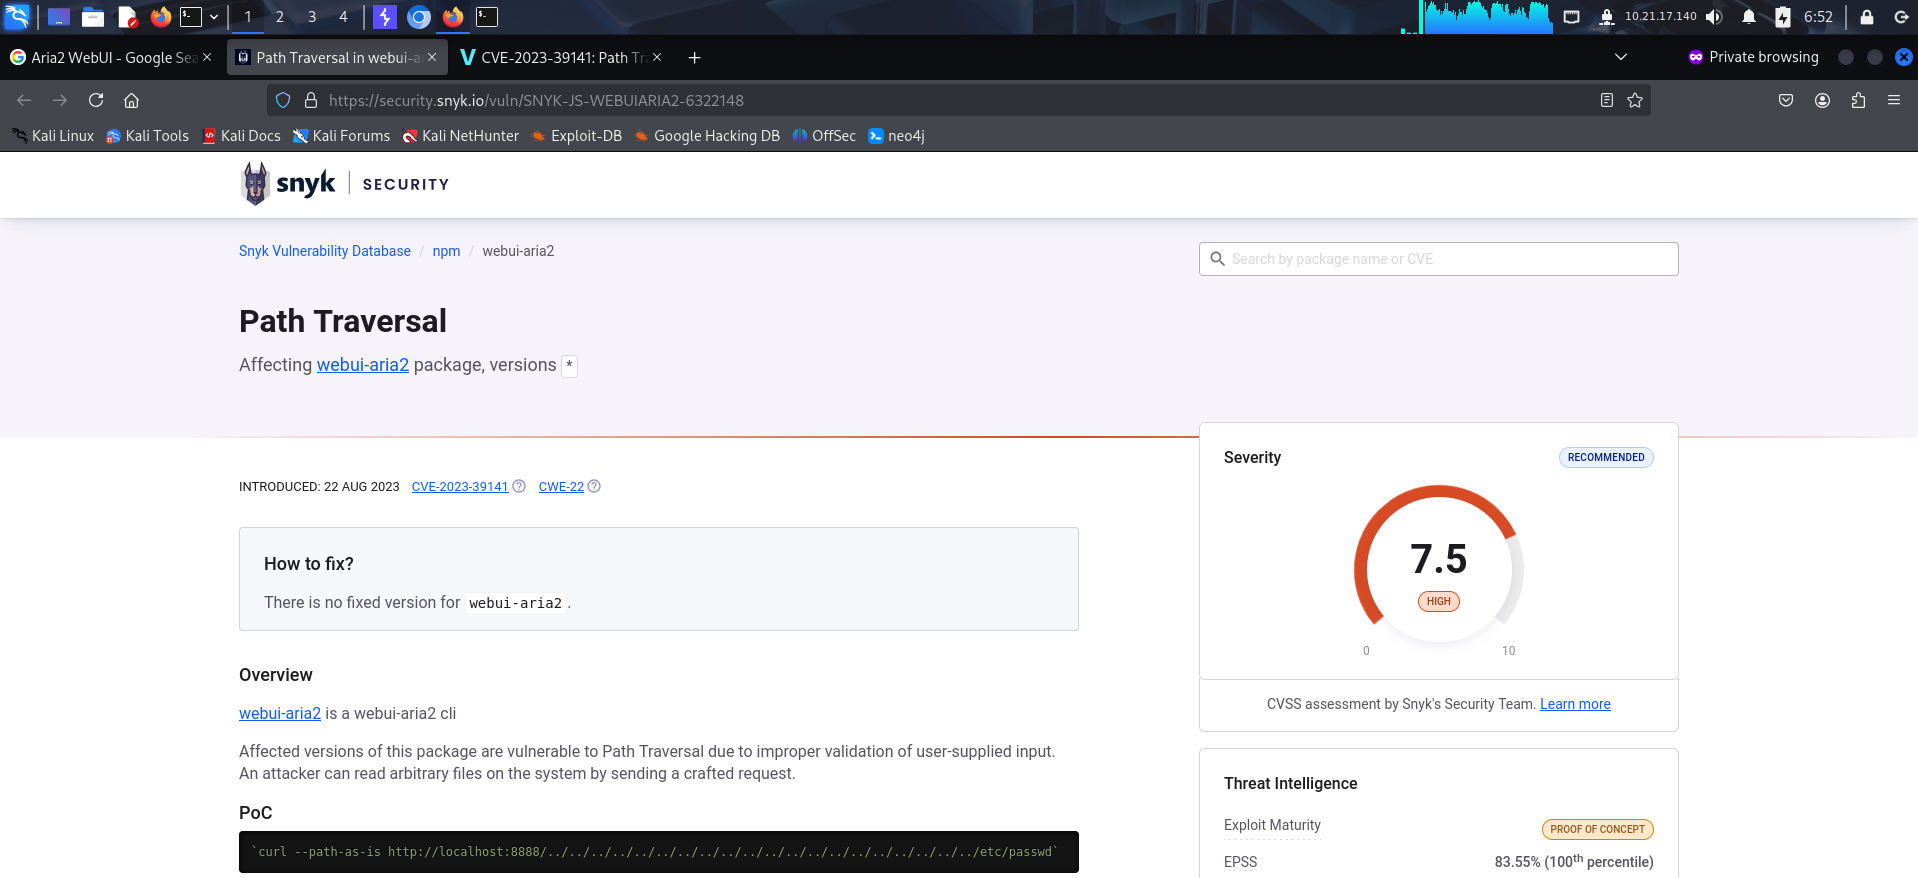 1 2 3 4 10.21.17.140 6:52
Aria2 WebUI - Google Sea Path Traversal in webui-a CVE-2023-39141: Path Tr Private browsing
https://security.snyk.io/vuln/SNYK-JS-WEBUIARIA2-6322148
Kali Linux Kali Tools Kali Docs Kali Forums Kali NetHunter Exploit-DB Google Hacking DB OffSec neo4j
snyk SECURITY
Snyk Vulnerability Database / npm / webui-aria2
Search by package name or CVE
Path Traversal
Affecting webui-aria2 package, versions *
INTRODUCED: 22 AUG 2023 CVE-2023-39141 CWE-22
How to fix?
There is no fixed version for webui-aria2 .
Overview
webui-aria2 is a webui-aria2 cli
Affected versions of this package are vulnerable to Path Traversal due to improper validation of user-supplied input.
An attacker can read arbitrary files on the system by sending a crafted request.
PoC
`curl --path-as-is http://localhost:8888/../../../../../../../../../../../../../../../../../../../../etc/passwd`
Severity
RECOMMENDED
7.5
HIGH
0 10
CVSS assessment by Snyk's Security Team. Learn more
Threat Intelligence
Exploit Maturity PROOF OF CONCEPT
EPSS 83.55% (100th percentile)